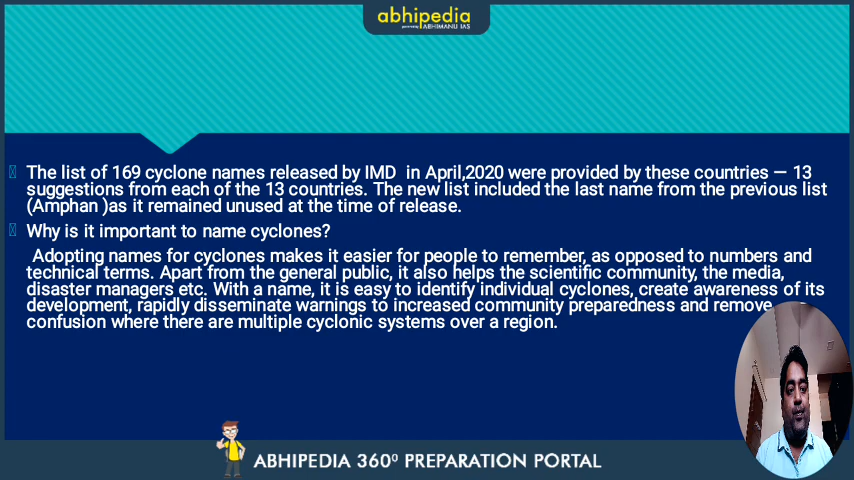 abhipedia
powered by ABHIMANU IAS
The list of 169 cyclone names released by IMD in April,2020 were provided by these countries — 13
suggestions from each of the 13 countries. The new list included the last name from the previous list
(Amphan )as it remained unused at the time of release.
Why is it important to name cyclones?
Adopting names for cyclones makes it easier for people to remember, as opposed to numbers and
technical terms. Apart from the general public, it also helps the scientific community, the media,
disaster managers etc. With a name, it is easy to identify individual cyclones, create awareness of its
development, rapidly disseminate warnings to increased community preparedness and remove
confusion where there are multiple cyclonic systems over a region.
ABHIPEDIA 360⁰ PREPARATION PORTAL